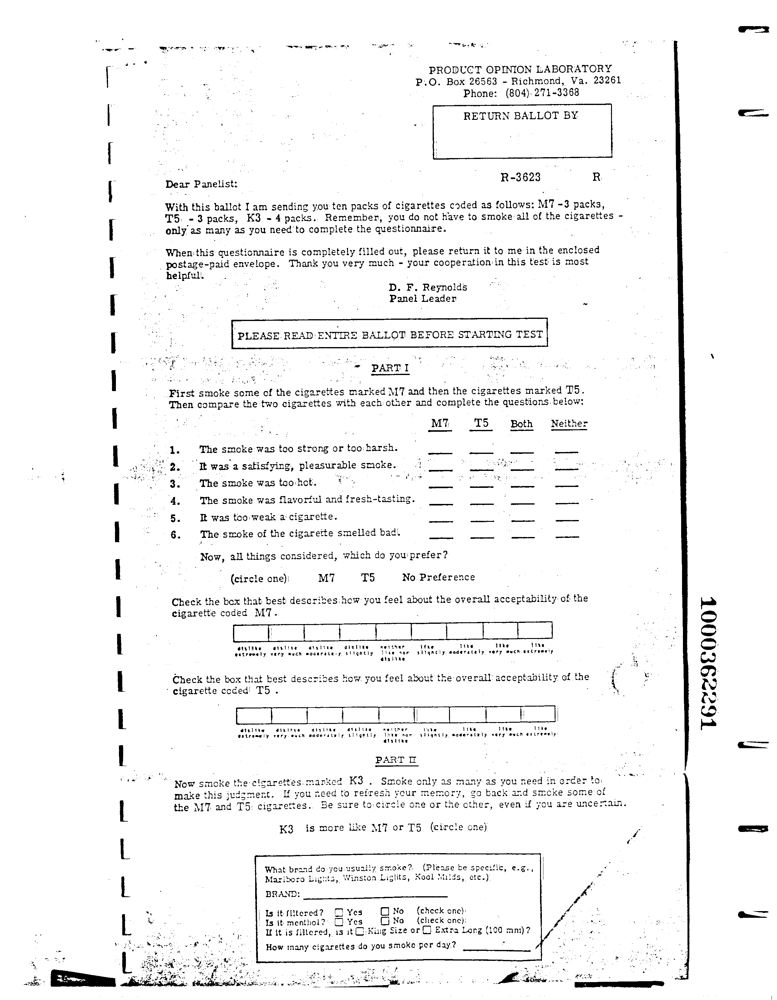 PRODUCT OPINION LABORATORY
P.O. Box 26563 - Richmond, Va. 23261
Phone: (804) 271-3368
RETURN BALLOT BY
R-3623 R
Dear Panelist:
With this ballot I am sending you ten packs of cigarettes coded as follows: M7 -3 packs,
T5 - 3 packs, K3 - 4 packs. Remember, you do not have to smoke all of the cigarettes -
only as many as you need to complete the questionnaire.
When this questionnaire is completely filled out, please return it to me in the enclosed
postage-paid envelope. Thank you very much - your cooperation in this test is most
helpful.
D. F. Reynolds
Panel Leader
PLEASE READ ENTIRE BALLOT BEFORE STARTING TEST
PART I
First smoke some of the cigarettes marked M7 and then the cigarettes marked T5.
Then compare the two cigarettes with each other and complete the questions below:
M7 T5 Both Neither
1. The smoke was too strong or too harsh.
2. It was a satisfying, pleasurable smoke.
3. The smoke was too hot.
4. The smoke was flavorful and fresh-tasting.
5. It was too weak a cigarette.
6. The smoke of the cigarette smelled bad.
Now, all things considered, which do you prefer?
(circle one) M7 T5 No Preference
Check the box that best describes how you feel about the overall acceptability of the
cigarette coded M7.
dislike dislike dislike dislike neither like like like like
extremely very much moderately slightly like nor slightly moderately very much extremely
dislike
Check the box that best describes how you feel about the overall acceptability of the
cigarette coded T5 .
dislike dislike dislike dislike neither like like like like
extremely very much moderately slightly like nor slightly moderately very much extremely
dislike
PART II
Now smoke the cigarettes marked K3 . Smoke only as many as you need in order to
make this judgment. If you need to refresh your memory, go back and smoke some of
the M7 and T5 cigarettes. Be sure to circle one or the other, even if you are uncertain.
K3 is more like M7 or T5 (circle one)
What brand do you usually smoke? (Please be specific, e.g.,
Marlboro Lights, Winston Lights, Kool Milds, etc.)
BRAND:
Is it filtered? Yes No (check one)
Is it menthol? Yes No (check one)
If it is filtered, is it King Size or Extra Long (100 mm)?
How many cigarettes do you smoke per day?
1000362291